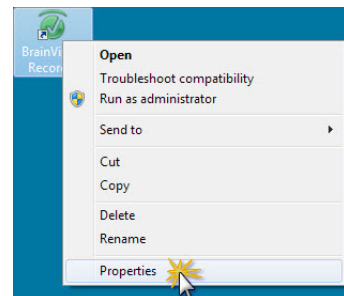 BrainVi
Recor
Open
Troubleshoot compatibility
Run as administrator
Send to
Cut
Copy
Delete
Rename
Properties